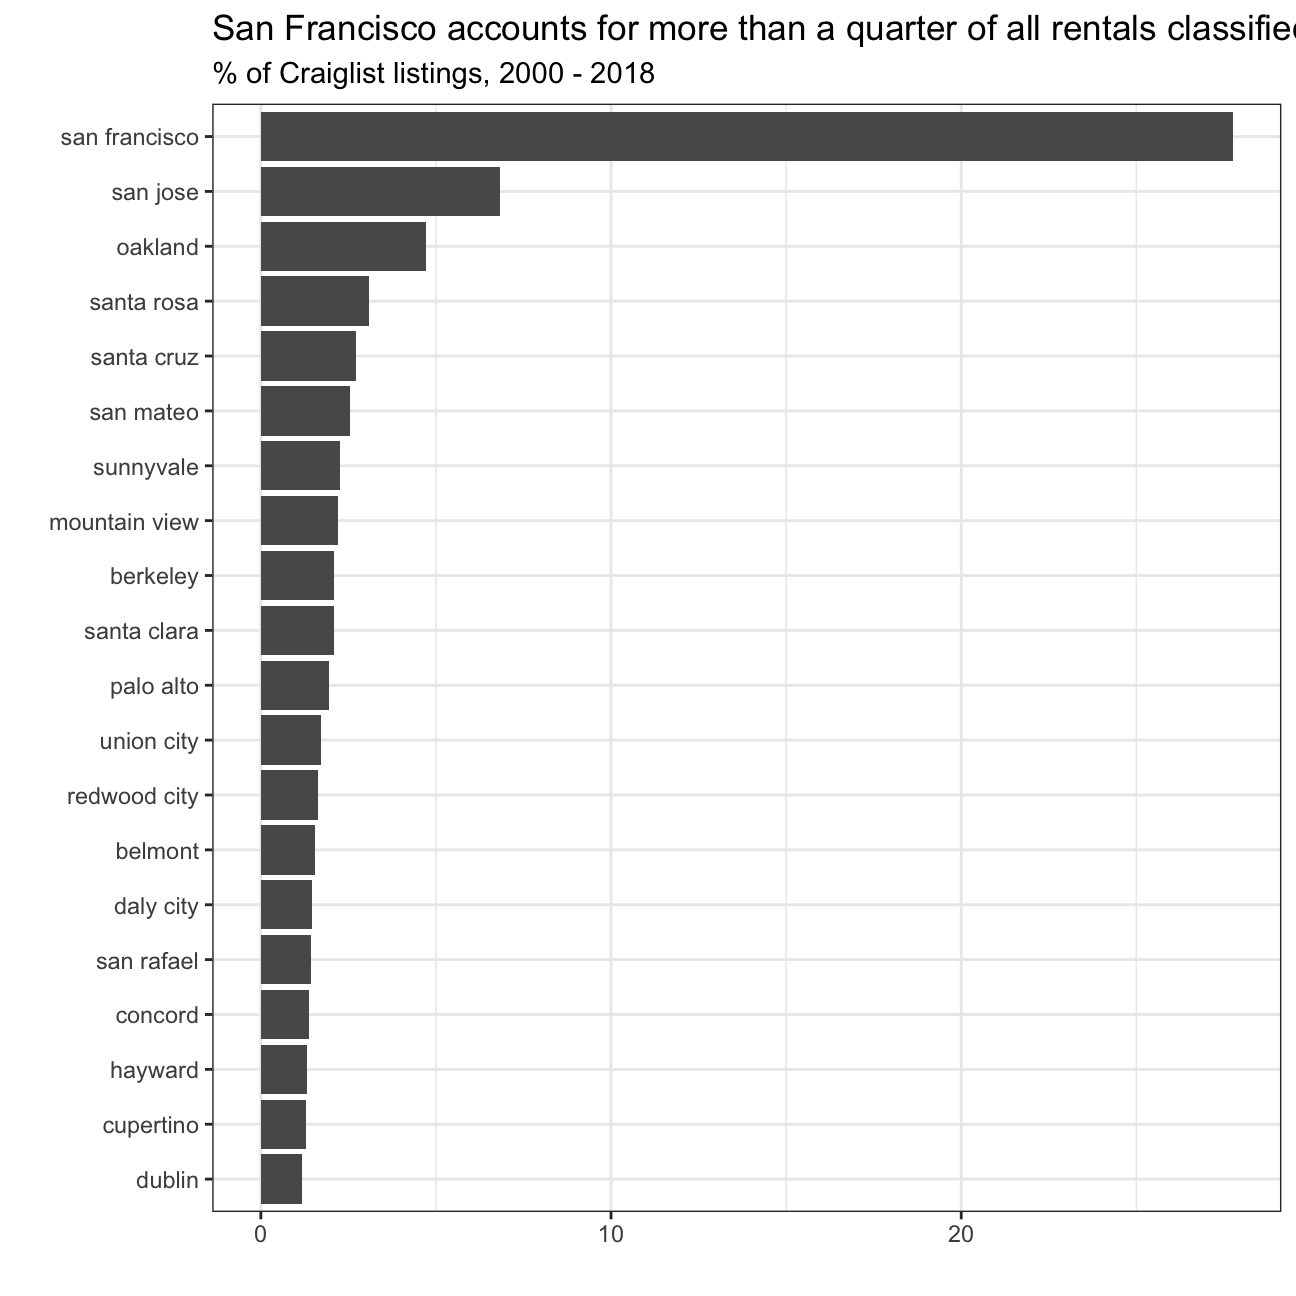 San Francisco accounts for more than a quarter of all rentals
% of Craiglist listings, 2000 - 2018
san francisco
san jose
oakland
santa rosa
santa cruz
san mateo
sunnyvale
mountain view
berkeley
santa clara
palo alto
union city
redwood city
belmont
daly city
san rafael
concord
hayward
cupertino
dublin
0 10 20